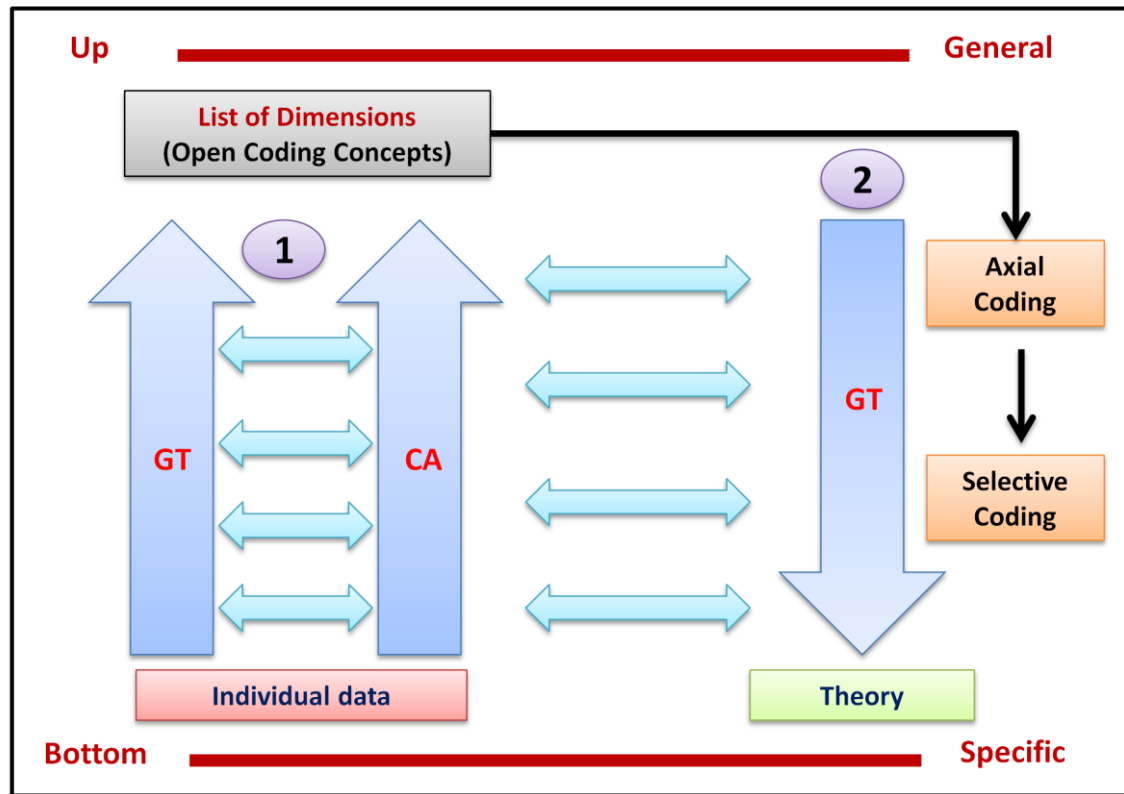 Up
General
List of Dimensions
(Open Coding Concepts)
1
2
Axial
Coding
GT
CA
GT
Selective
Coding
Individual data
Theory
Bottom
Specific